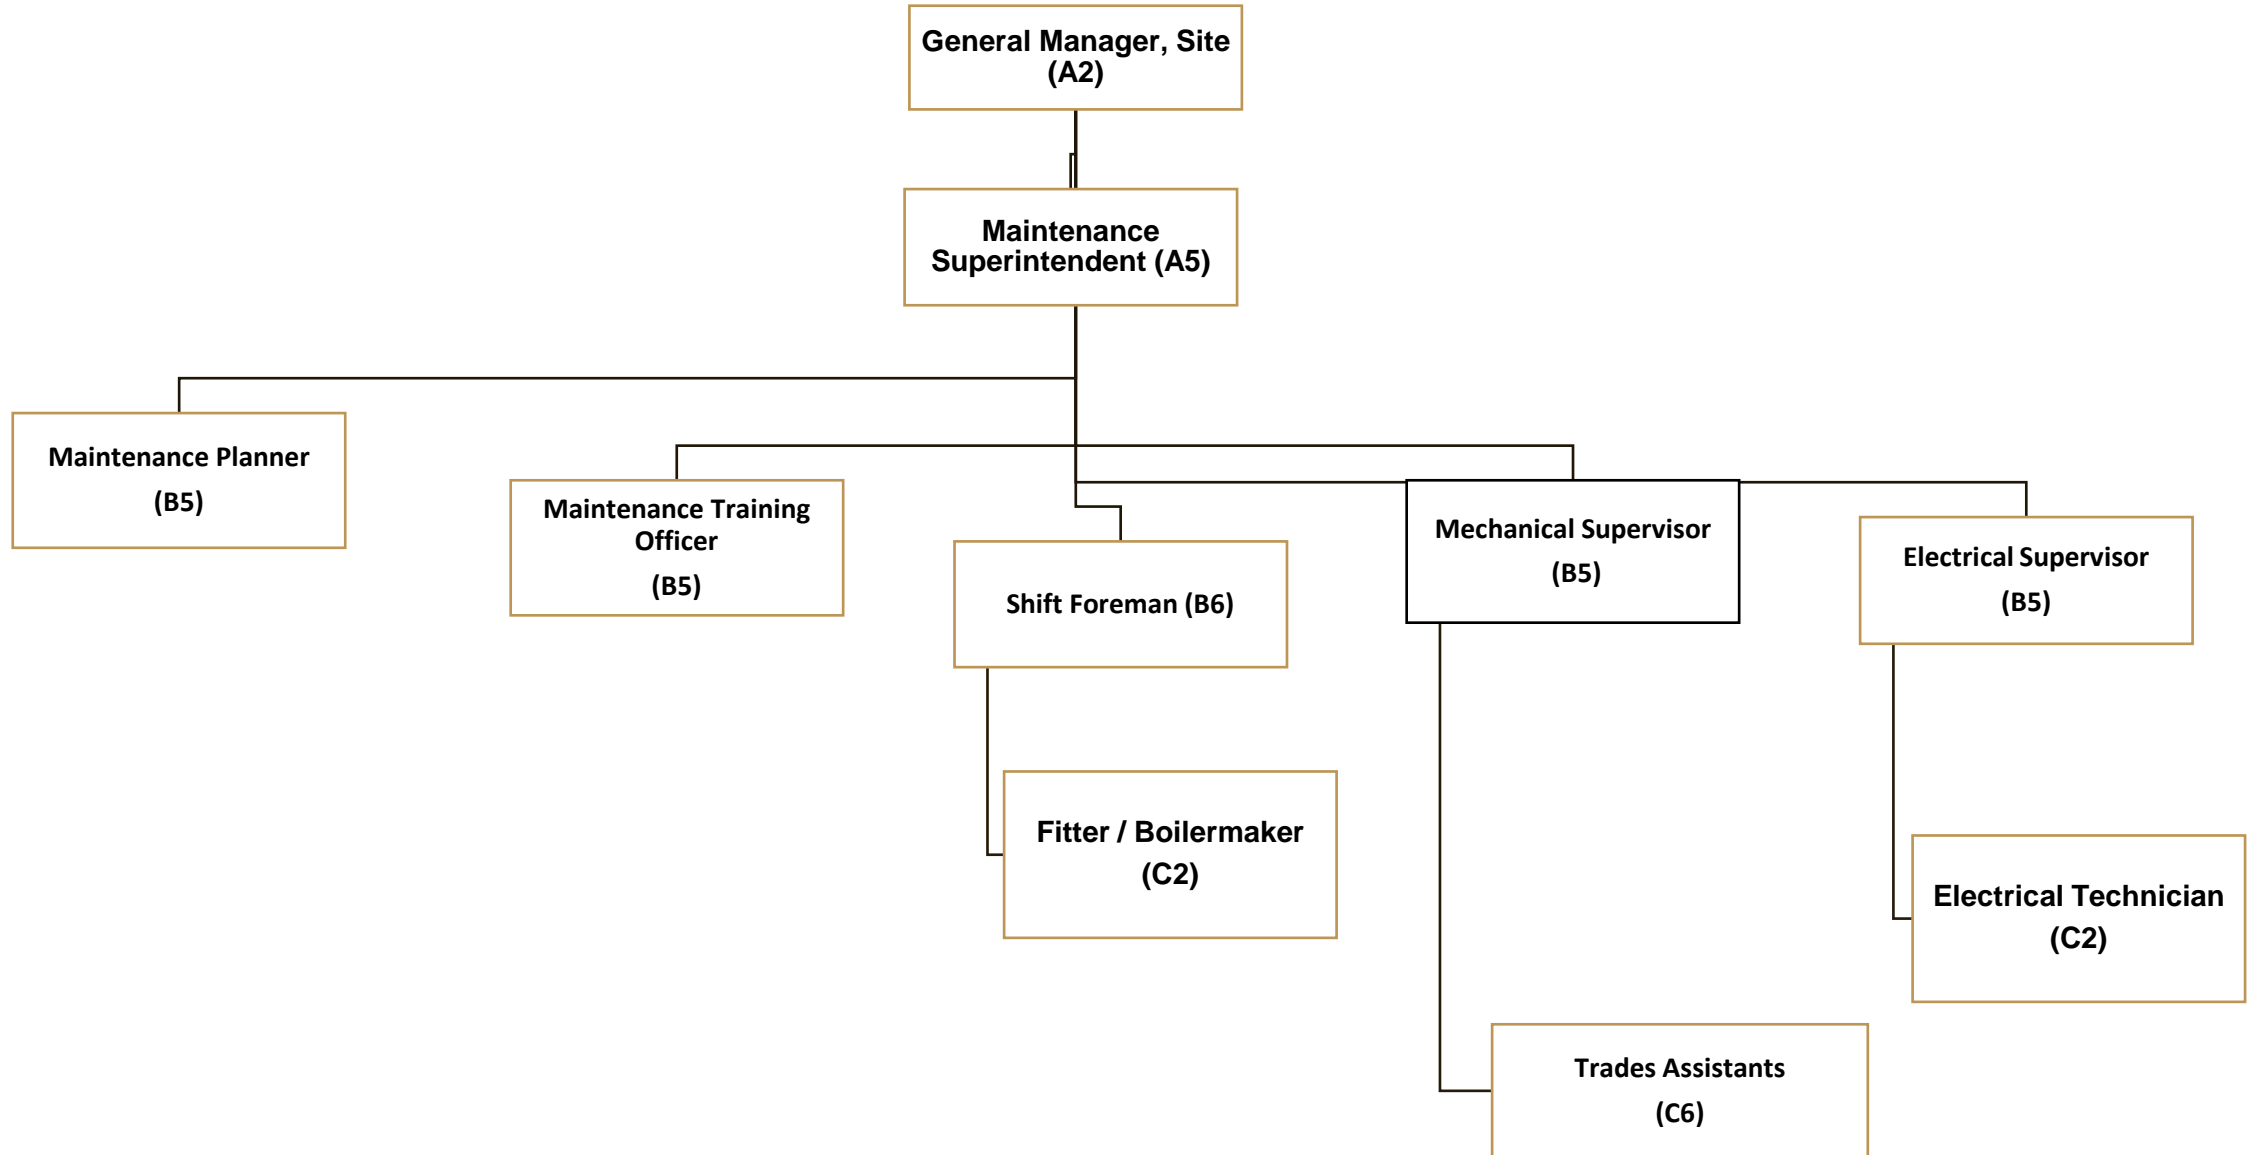 General Manager, Site
(A2)
Maintenance
Superintendent (A5)
Maintenance Planner
(B5)
Maintenance Training
Officer
(B5)
Shift Foreman (B6)
Mechanical Supervisor
(B5)
Electrical Supervisor
(B5)
Fitter / Boilermaker
(C2)
Electrical Technician
(C2)
Trades Assistants
(C6)